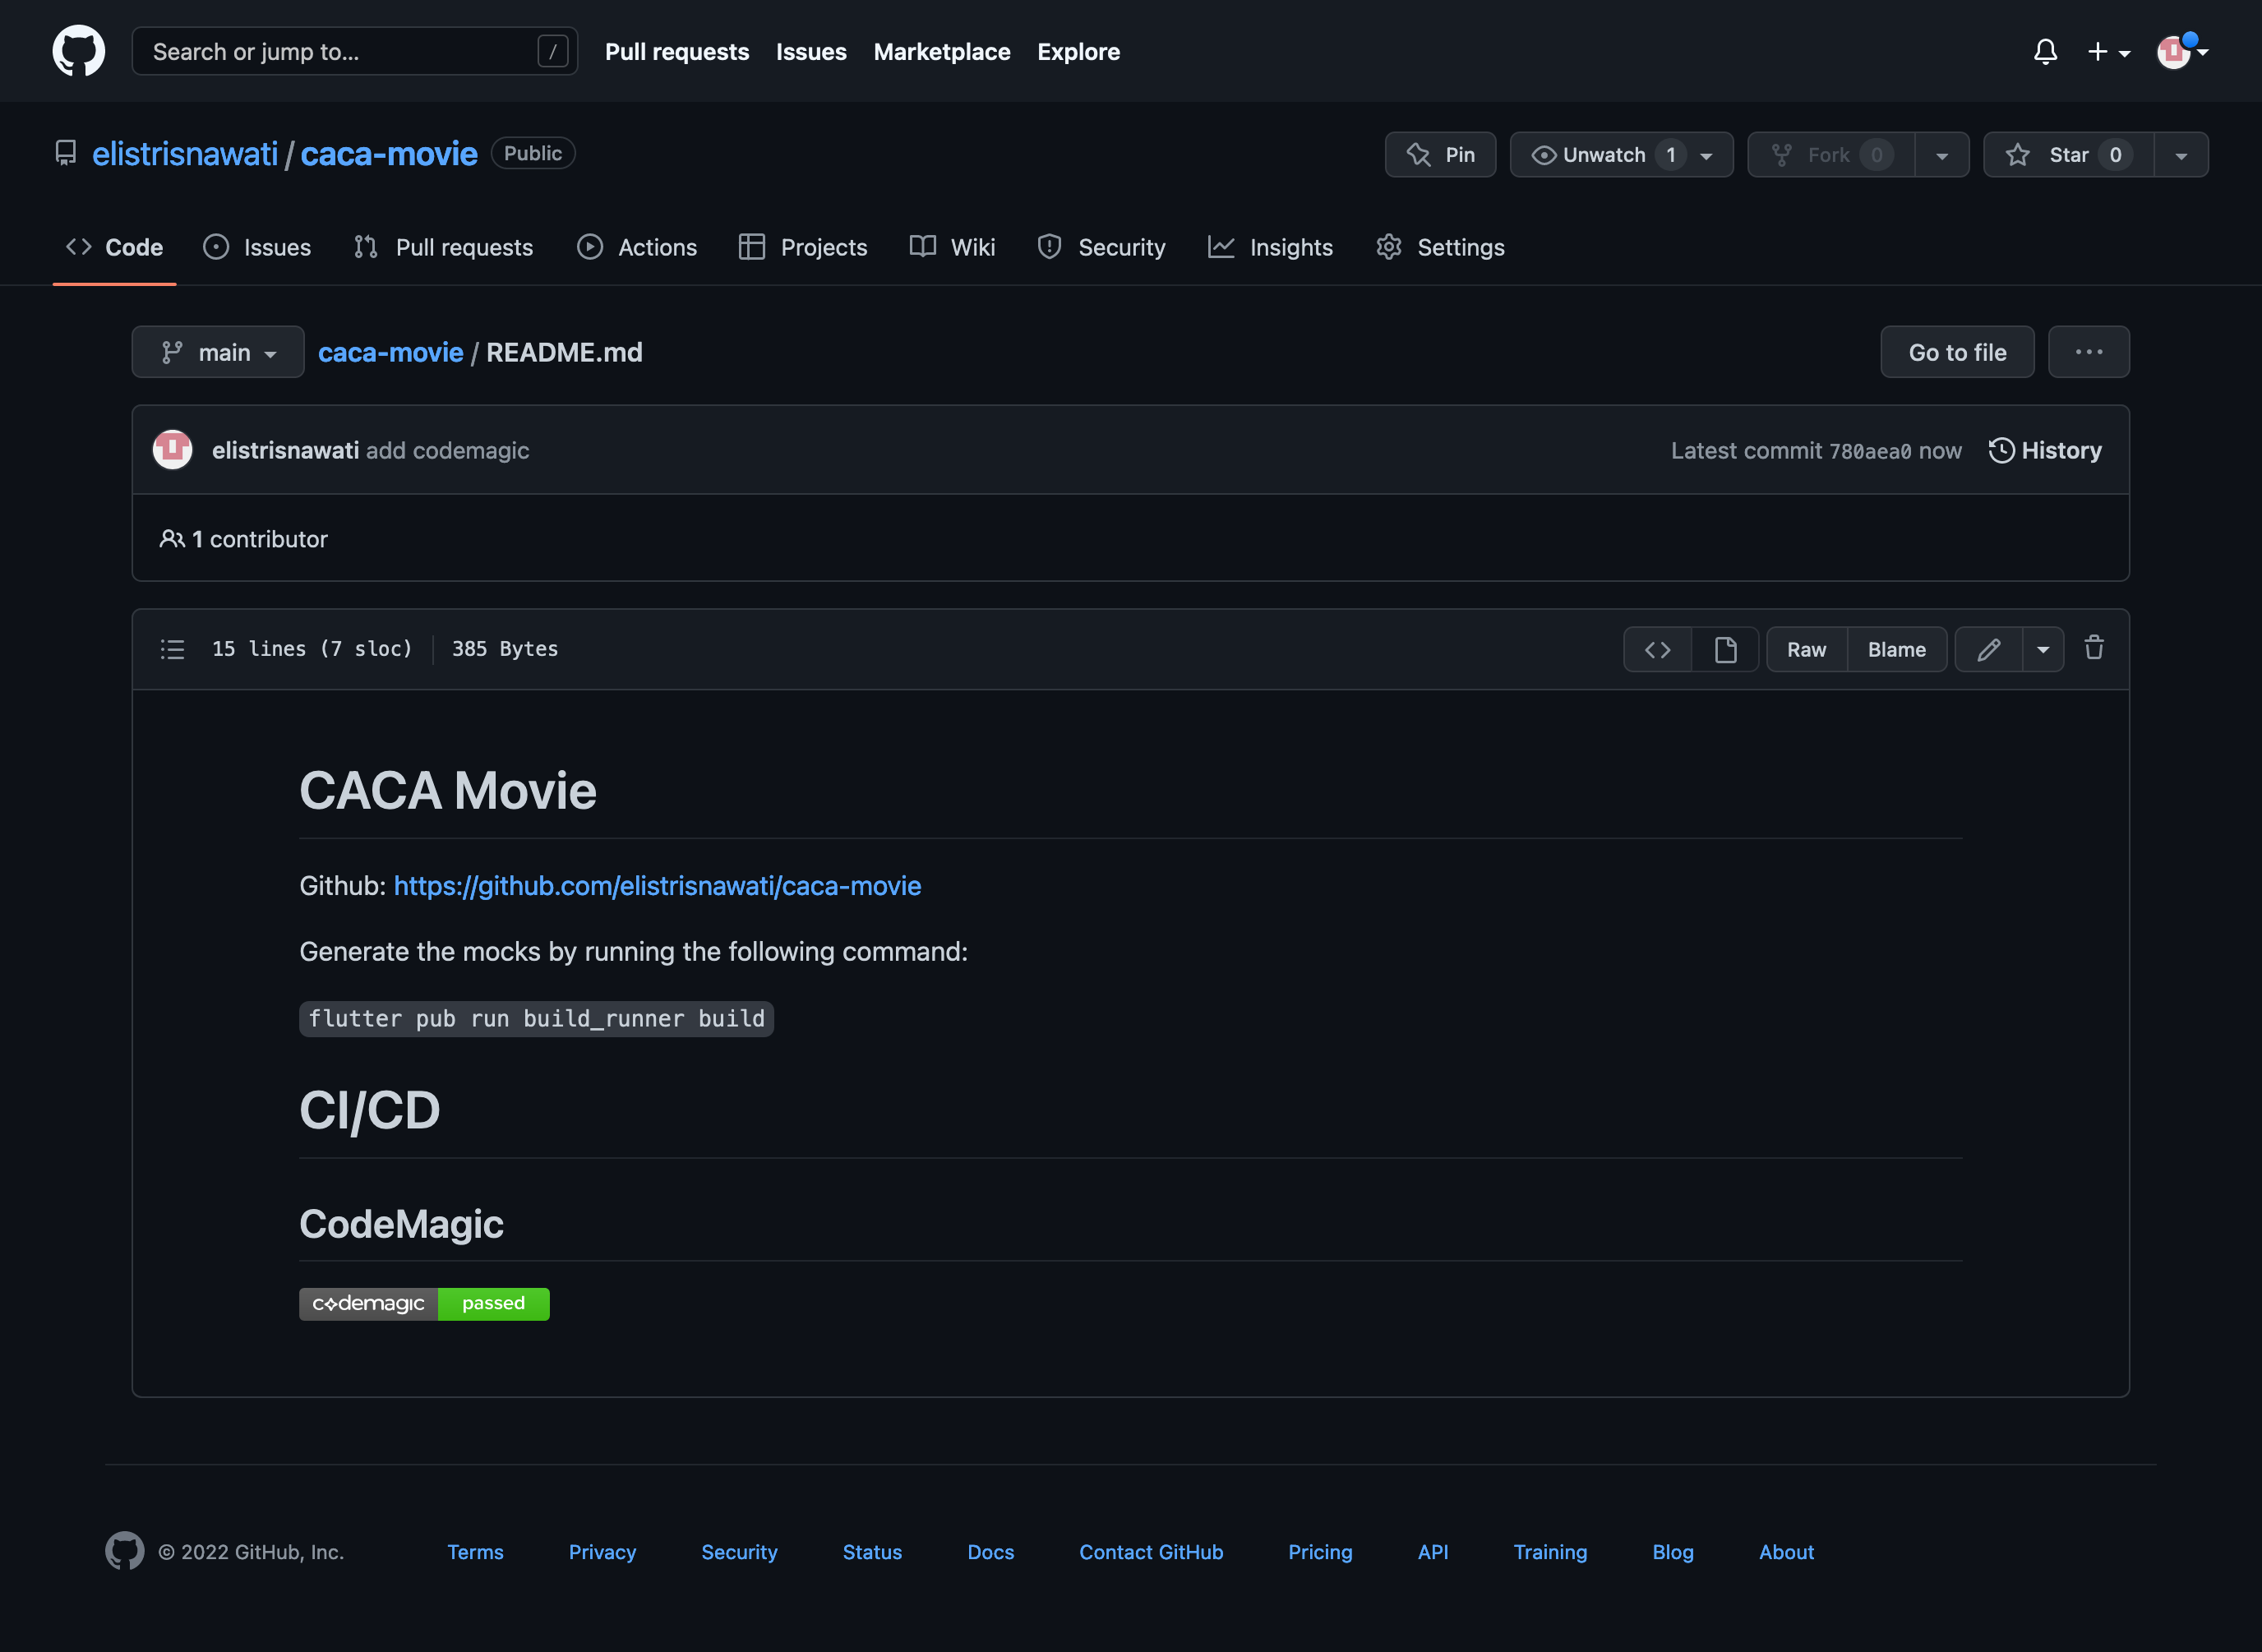 Search or jump to... /
Pull requests Issues Marketplace Explore
elistrisnawati / caca-movie Public
Pin Unwatch 1 Fork 0 Star 0
Code Issues Pull requests Actions Projects Wiki Security Insights Settings
main caca-movie / README.md Go to file ...
elistrisnawati add codemagic Latest commit 780aea0 now History
1 contributor
15 lines (7 sloc) 385 Bytes Raw Blame
CACA Movie
Github: https://github.com/elistrisnawati/caca-movie
Generate the mocks by running the following command:
flutter pub run build_runner build
CI/CD
CodeMagic
codemagic passed
© 2022 GitHub, Inc. Terms Privacy Security Status Docs Contact GitHub Pricing API Training Blog About